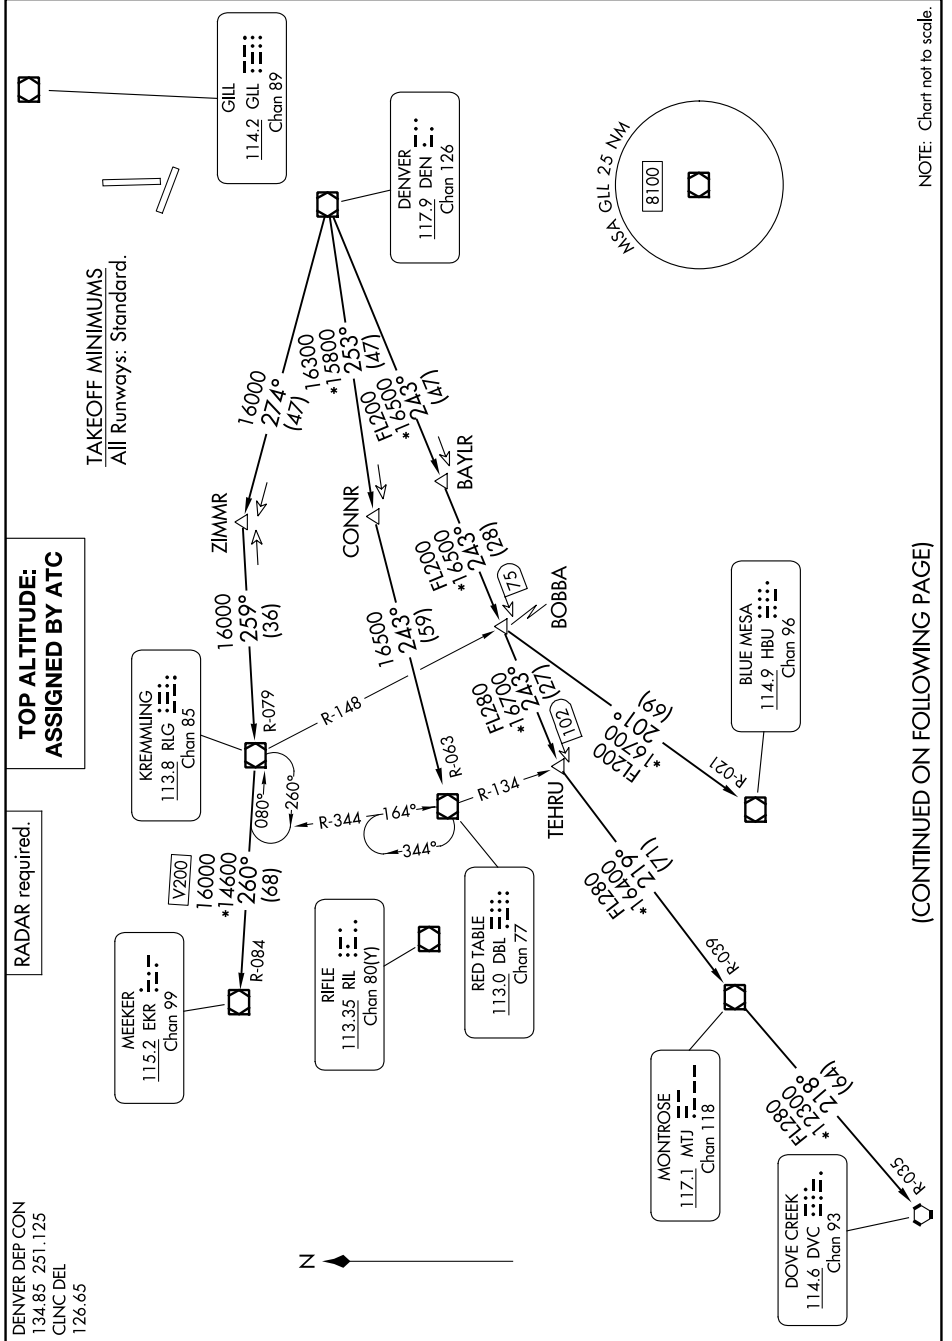 DENVER DEP CON
134.85 251.125
CLNC DEL
126.65
RADAR required.
TOP ALTITUDE:
ASSIGNED BY ATC
TAKEOFF MINIMUMS
All Runways: Standard.
GILL
114.2 GLL
Chan 89
DENVER
117.9 DEN
Chan 126
MSA GLL 25 NM
8100
NOTE: Chart not to scale.
16000
274°
(47)
16300
*15800
253°
(47)
FL200
*16500
243°
(47)
ZIMMR
CONNR
BAYLR
16000
259°
(36)
16500
243°
(59)
FL200
*16500
243°
(28)
75
BOBBA
KREMMLING
113.8 RLG
Chan 85
R-079
R-148
R-063
FL280
*16700
243°
(27)
102
FL200
*16700
201°
(69)
R-021
BLUE MESA
114.9 HBU
Chan 96
080°
260°
R-344
164°
344°
R-134
TEHRU
V200
16000
*14600
260°
(68)
R-084
MEEKER
115.2 EKR
Chan 99
RIFLE
113.35 RIL
Chan 80(Y)
RED TABLE
113.0 DBL
Chan 77
FL280
*16400
219°
(71)
R-039
MONTROSE
117.1 MTJ
Chan 118
FL280
*12300
218°
(64)
R-035
DOVE CREEK
114.6 DVC
Chan 93
N
(CONTINUED ON FOLLOWING PAGE)